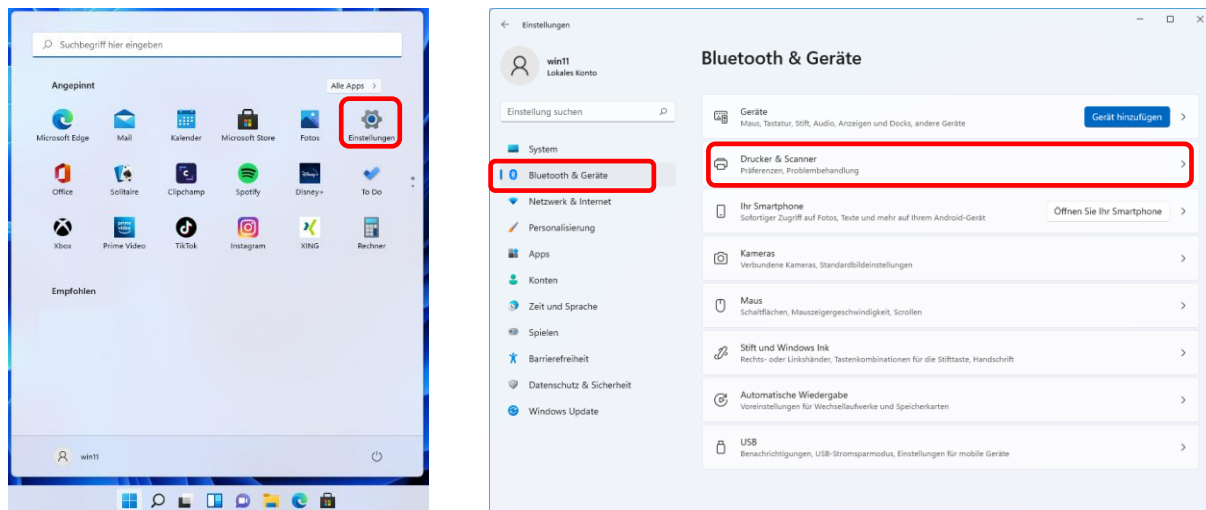 Suchbegriff hier eingeben
Angepinnt
Alle Apps
Microsoft Edge
Mail
Kalender
Microsoft Store
Fotos
Einstellungen
Office
Solitaire
Clipchamp
Spotify
Disney+
To Do
Xbox
Prime Video
TikTok
Instagram
XING
Rechner
Empfohlen
win11
Einstellungen
win11
Lokales Konto
Einstellung suchen
System
Bluetooth & Geräte
Netzwerk & Internet
Personalisierung
Apps
Konten
Zeit und Sprache
Spielen
Barrierefreiheit
Datenschutz & Sicherheit
Windows Update
Bluetooth & Geräte
Geräte
Maus, Tastatur, Stift, Audio, Anzeigen und Docks, andere Geräte
Gerät hinzufügen
Drucker & Scanner
Präferenzen, Problembehandlung
Ihr Smartphone
Sofortiger Zugriff auf Fotos, Texte und mehr auf Ihrem Android-Gerät
Öffnen Sie Ihr Smartphone
Kameras
Verbundene Kameras, Standardbildeinstellungen
Maus
Schaltflächen, Mauszeigergeschwindigkeit, Scrollen
Stift und Windows Ink
Rechts- oder Linkshänder, Tastenkombinationen für die Stifttaste, Handschrift
Automatische Wiedergabe
Voreinstellungen für Wechsellaufwerke und Speicherkarten
USB
Benachrichtigungen, USB-Stromsparmodus, Einstellungen für mobile Geräte